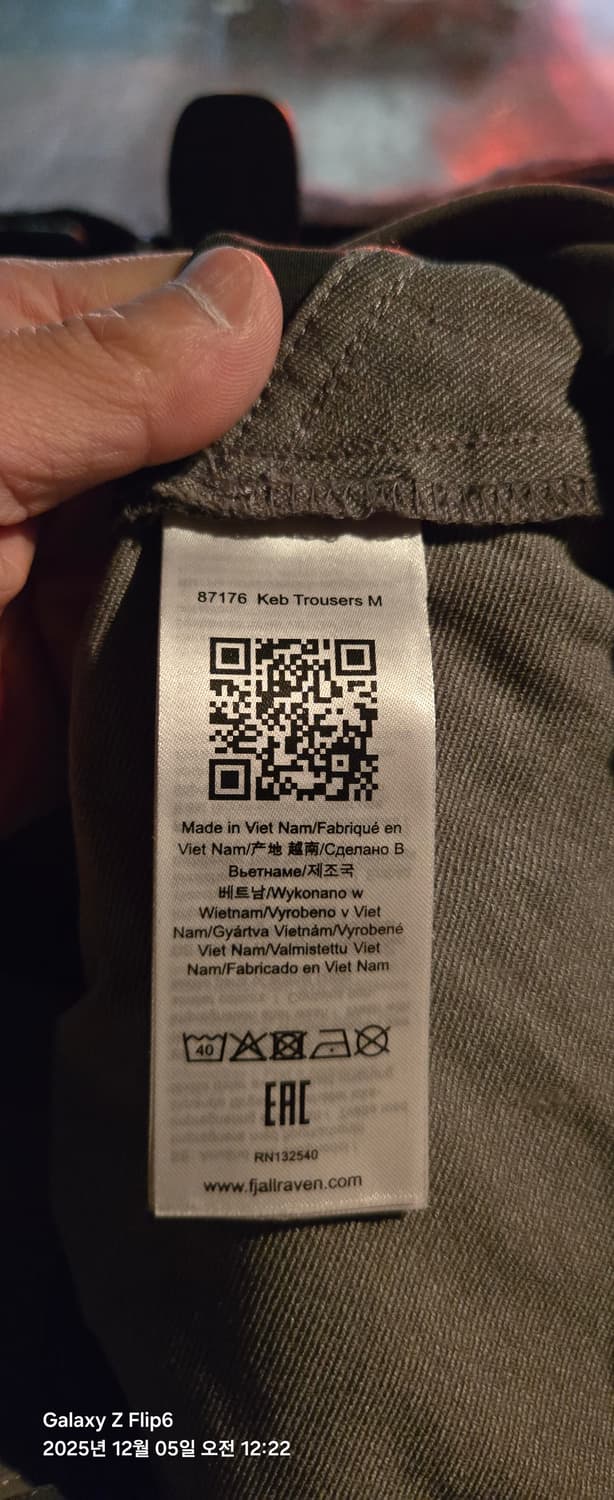 87176 Keb Trousers M
Made in Viet Nam/Fabriqué en
Viet Nam/产地 越南/Сделано В
Вьетнаме/제조국
베트남/Wykonano w
Wietnam/Vyrobeno v Viet
Nam/Gyártva Vietnám/Vyrobené
Viet Nam/Valmistettu Viet
Nam/Fabricado en Viet Nam
40
EAC
RN132540
www.fjallraven.com
Galaxy Z Flip6
2025년 12월 05일 오전 12:22